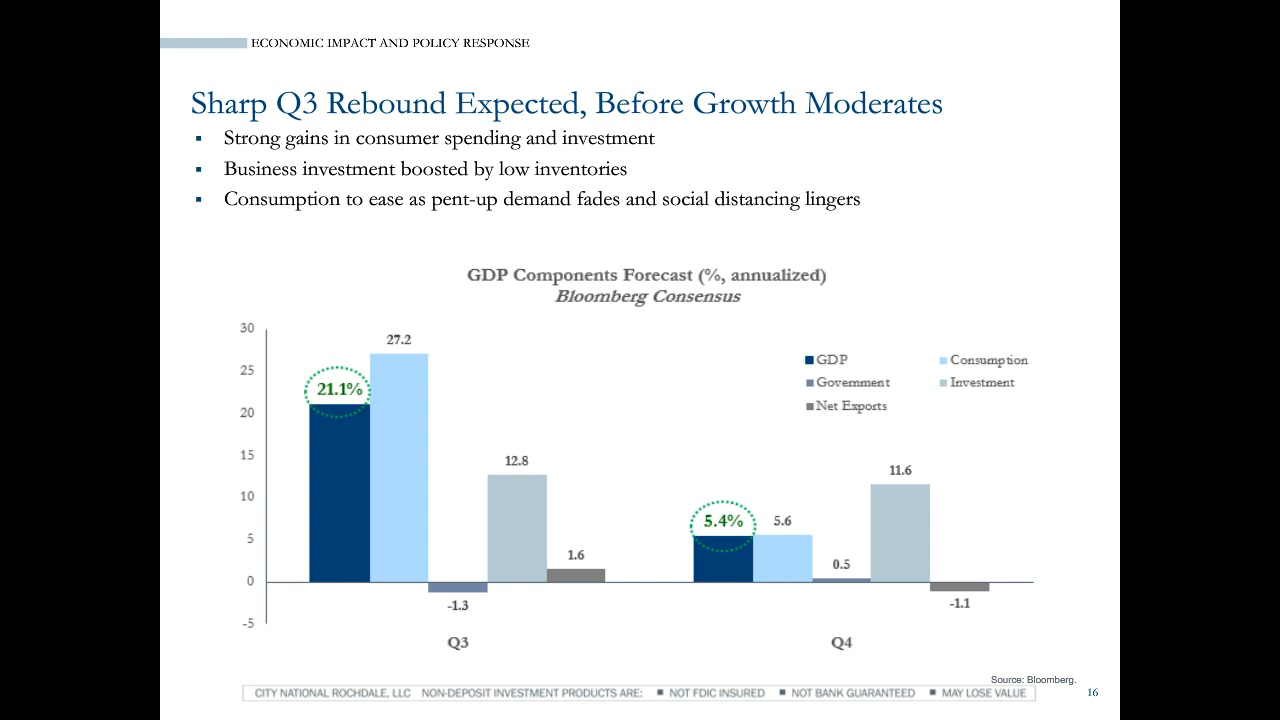 ECONOMIC IMPACT AND POLICY RESPONSE
Sharp Q3 Rebound Expected, Before Growth Moderates
▪ Strong gains in consumer spending and investment
▪ Business investment boosted by low inventories
▪ Consumption to ease as pent-up demand fades and social distancing lingers
GDP Components Forecast (%, annualized)
Bloomberg Consensus
30
25
20
15
10
5
0
-5
21.1%
27.2
-1.3
12.8
1.6
5.4%
5.6
0.5
11.6
-1.1
GDP
Consumption
Government
Investment
Net Exports
Q3
Q4
Source: Bloomberg.
CITY NATIONAL ROCHDALE, LLC NON-DEPOSIT INVESTMENT PRODUCTS ARE: ▪ NOT FDIC INSURED ▪ NOT BANK GUARANTEED ▪ MAY LOSE VALUE
16